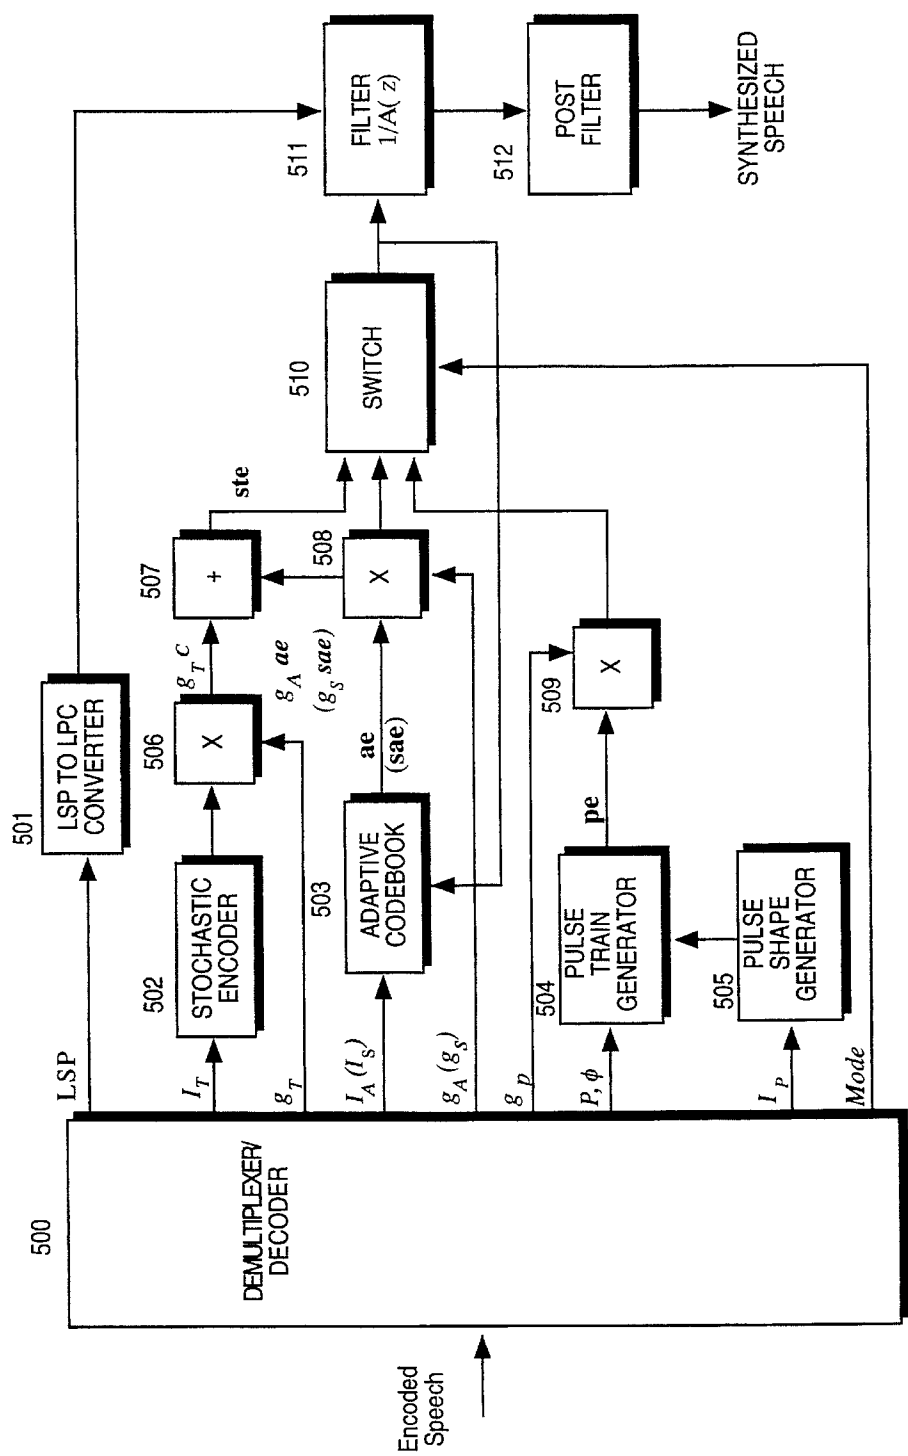 Encoded
Speech
500
DEMULTIPLEXER/
DECODER
LSP
I_T
g_T
I_A (I_S)
g_A (g_S)
g_p
P, ϕ
I_P
Mode
501
LSP TO LPC
CONVERTER
502
STOCHASTIC
ENCODER
503
ADAPTIVE
CODEBOOK
504
PULSE
TRAIN
GENERATOR
505
PULSE
SHAPE
GENERATOR
506
X
g_T c
ae
(sae)
g_A ae
(g_S sae)
pe
507
+
508
X
509
X
ste
510
SWITCH
511
FILTER
1/A( z)
512
POST
FILTER
SYNTHESIZED
SPEECH